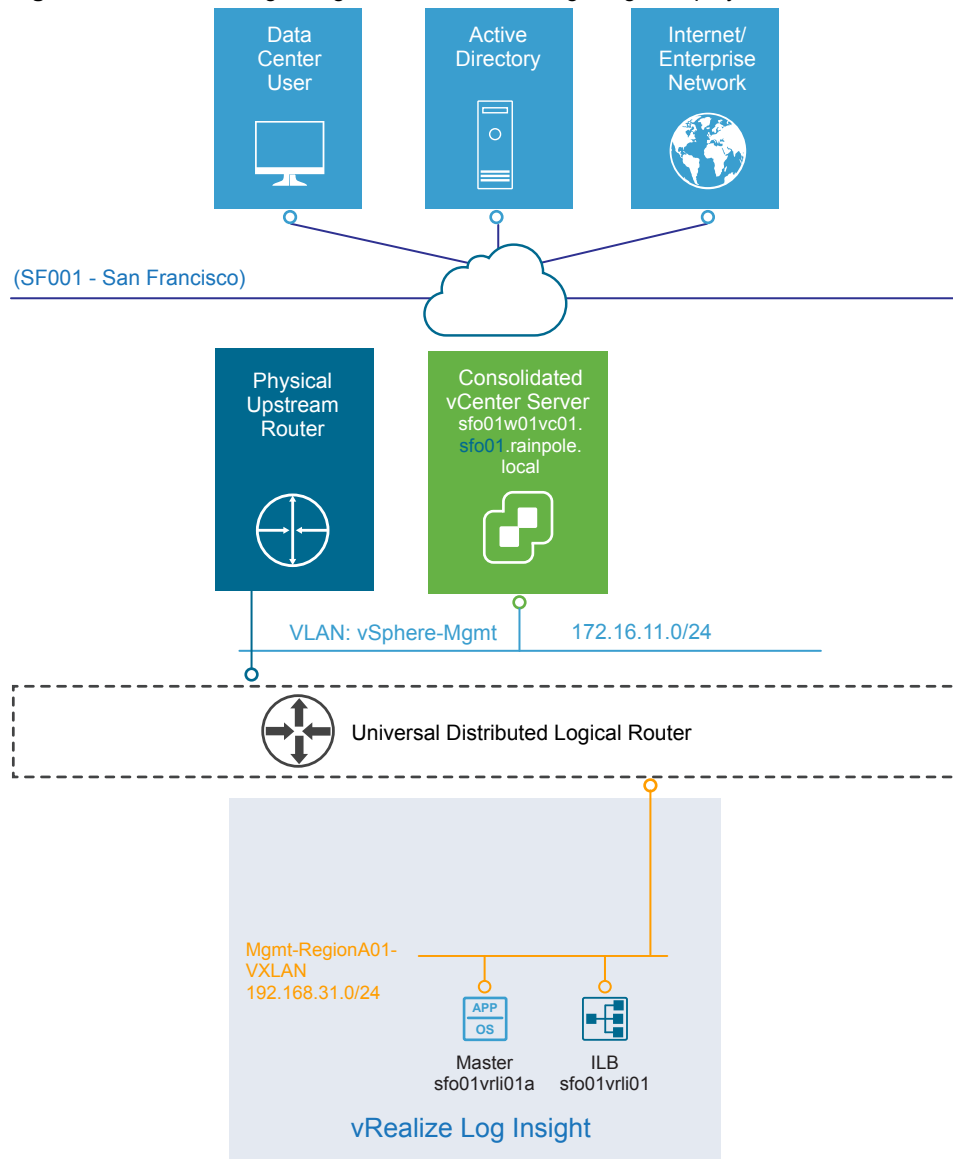 Data
Center
User
Active
Directory
Internet/
Enterprise
Network
(SF001 - San Francisco)
Physical
Upstream
Router
Consolidated
vCenter Server
sfo01w01vc01.
sfo01.rainpole.
local
VLAN: vSphere-Mgmt
172.16.11.0/24
Universal Distributed Logical Router
Mgmt-RegionA01-
VXLAN
192.168.31.0/24
APP
OS
Master
sfo01vrli01a
ILB
sfo01vrli01
vRealize Log Insight